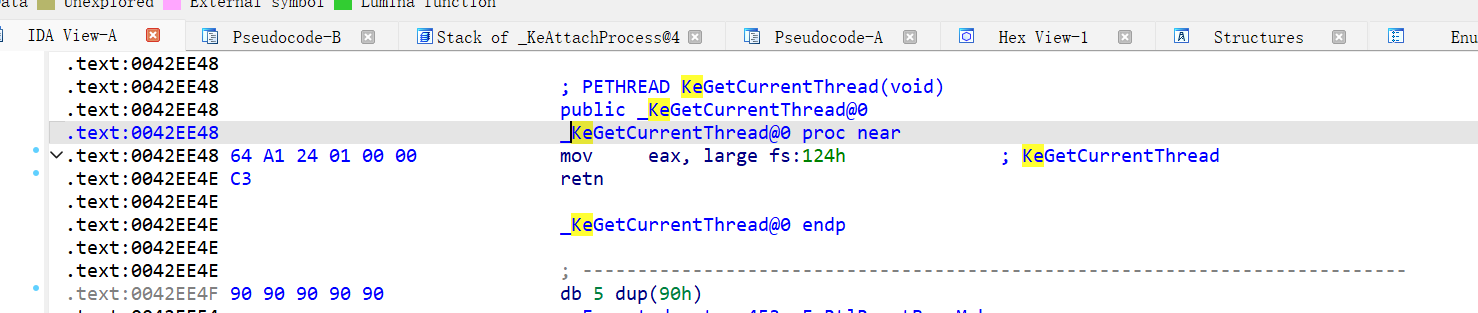 Data Unexplored External symbol Lumina function
IDA View-A Pseudocode-B Stack of _KeAttachProcess@4 Pseudocode-A Hex View-1 Structures Enu
.text:0042EE48
.text:0042EE48 ; PETHREAD KeGetCurrentThread(void)
.text:0042EE48 public _KeGetCurrentThread@0
.text:0042EE48 _KeGetCurrentThread@0 proc near
.text:0042EE48 64 A1 24 01 00 00 mov eax, large fs:124h ; KeGetCurrentThread
.text:0042EE4E C3 retn
.text:0042EE4E
.text:0042EE4E _KeGetCurrentThread@0 endp
.text:0042EE4E
.text:0042EE4E ; ---------------------------------------------------------------------------
.text:0042EE4F 90 90 90 90 90 db 5 dup(90h)